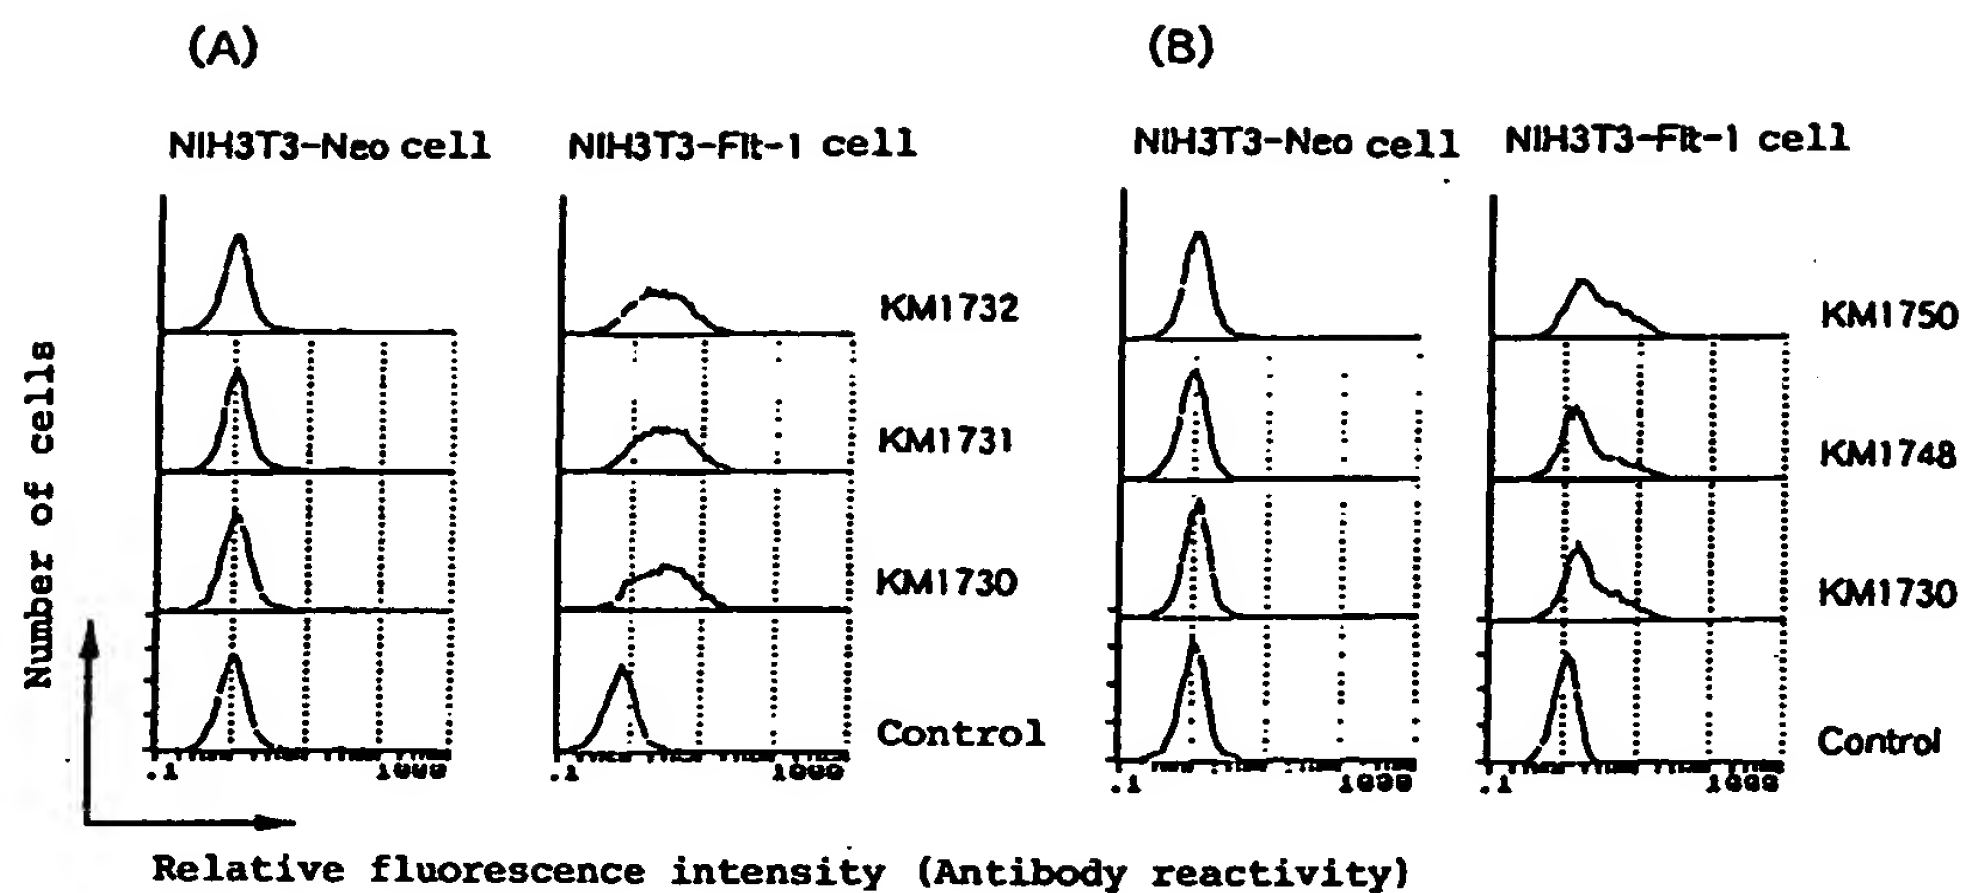 (A)
(B)
NIH3T3-Neo cell
NIH3T3-Flt-1 cell
NIH3T3-Neo cell
NIH3T3-Flt-1 cell
KM1732
KM1731
KM1730
Control
KM1750
KM1748
KM1730
Control
Number of cells
.1
1000
.1
1000
.1
1000
.1
1000
Relative fluorescence intensity (Antibody reactivity)